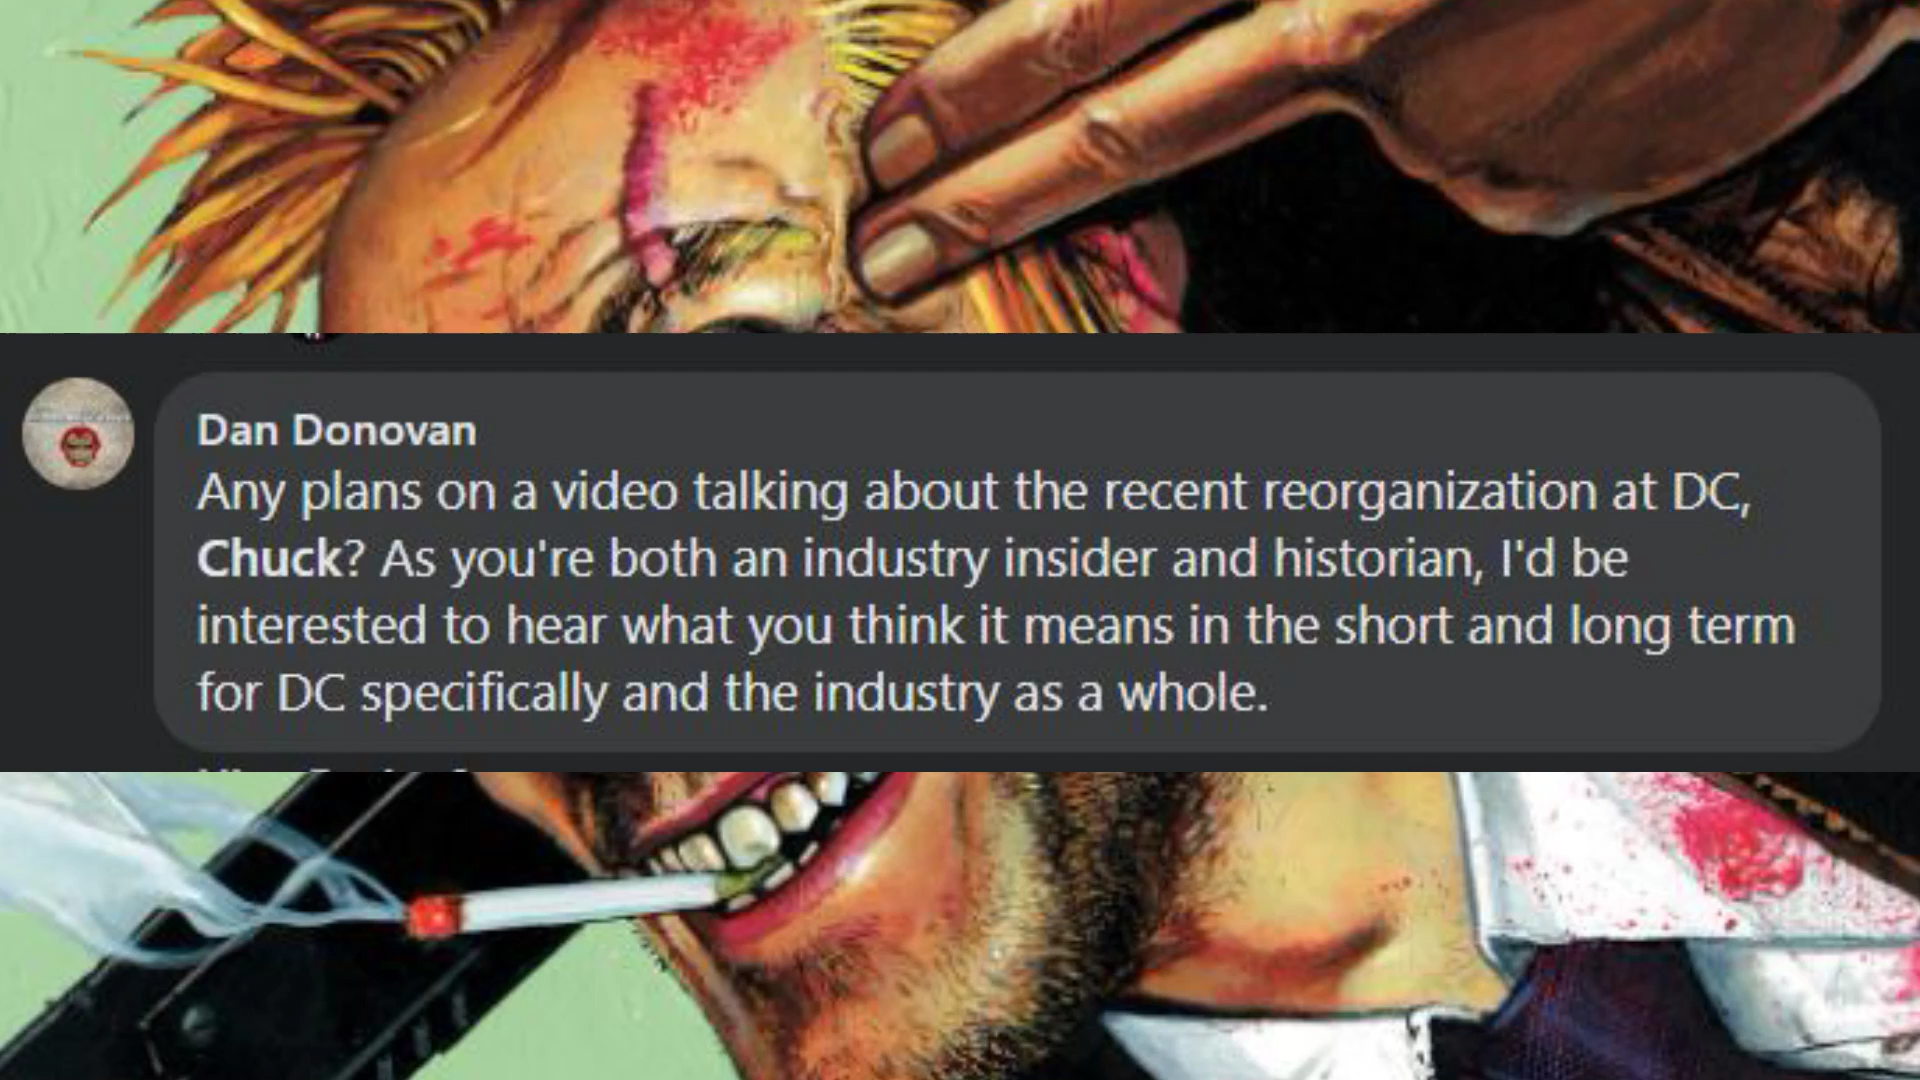 Dan Donovan
Any plans on a video talking about the recent reorganization at DC,
Chuck? As you're both an industry insider and historian, I'd be
interested to hear what you think it means in the short and long term
for DC specifically and the industry as a whole.